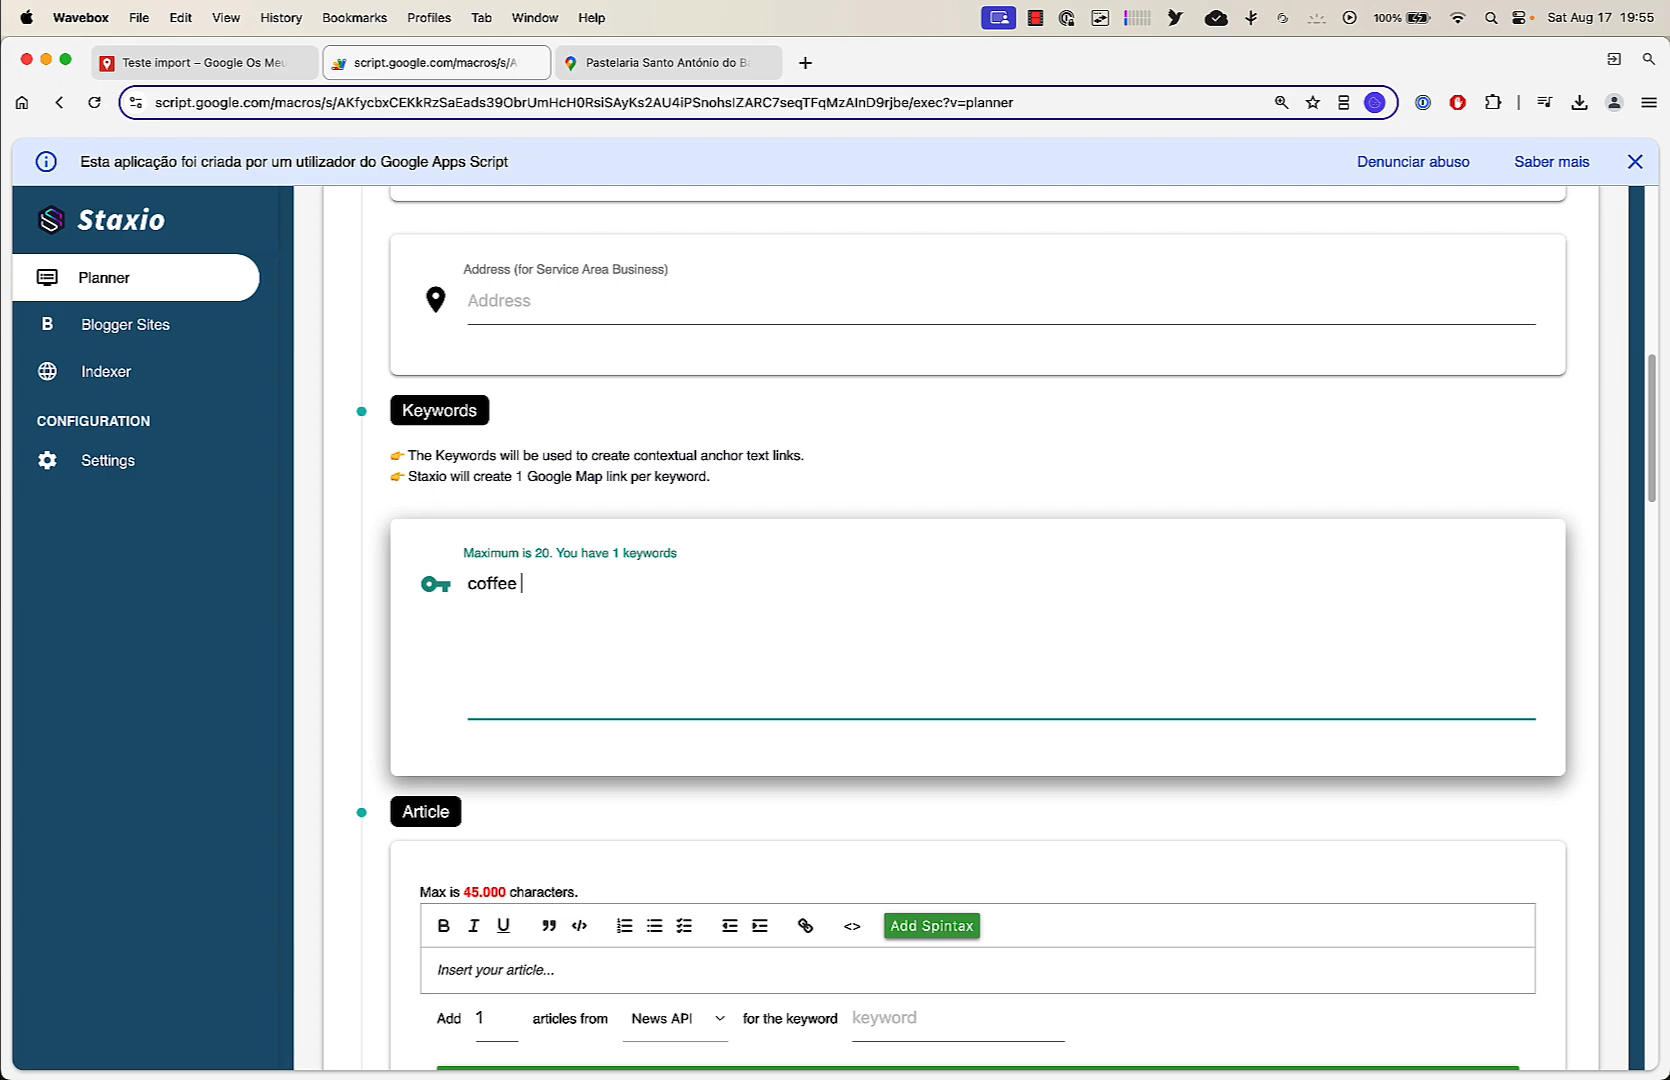 Wavebox File Edit View History Bookmarks Profiles Tab Window Help 100% Sat Aug 17 19:55
Teste import – Google Os Meu script.google.com/macros/s/A Pastelaria Santo António do Ba
script.google.com/macros/s/AKfycbxCEKkRzSaEads39ObrUmHcH0RsiSAyKs2AU4iPSnohsIZARC7seqTFqMzAInD9rjbe/exec?v=planner
Esta aplicação foi criada por um utilizador do Google Apps Script Denunciar abuso Saber mais
Staxio
Planner
Blogger Sites
Indexer
CONFIGURATION
Settings
Address (for Service Area Business)
Address
Keywords
👉 The Keywords will be used to create contextual anchor text links.
👉 Staxio will create 1 Google Map link per keyword.
Maximum is 20. You have 1 keywords
coffee
Article
Max is 45.000 characters.
Add Spintax
Insert your article...
Add 1 articles from News API for the keyword keyword